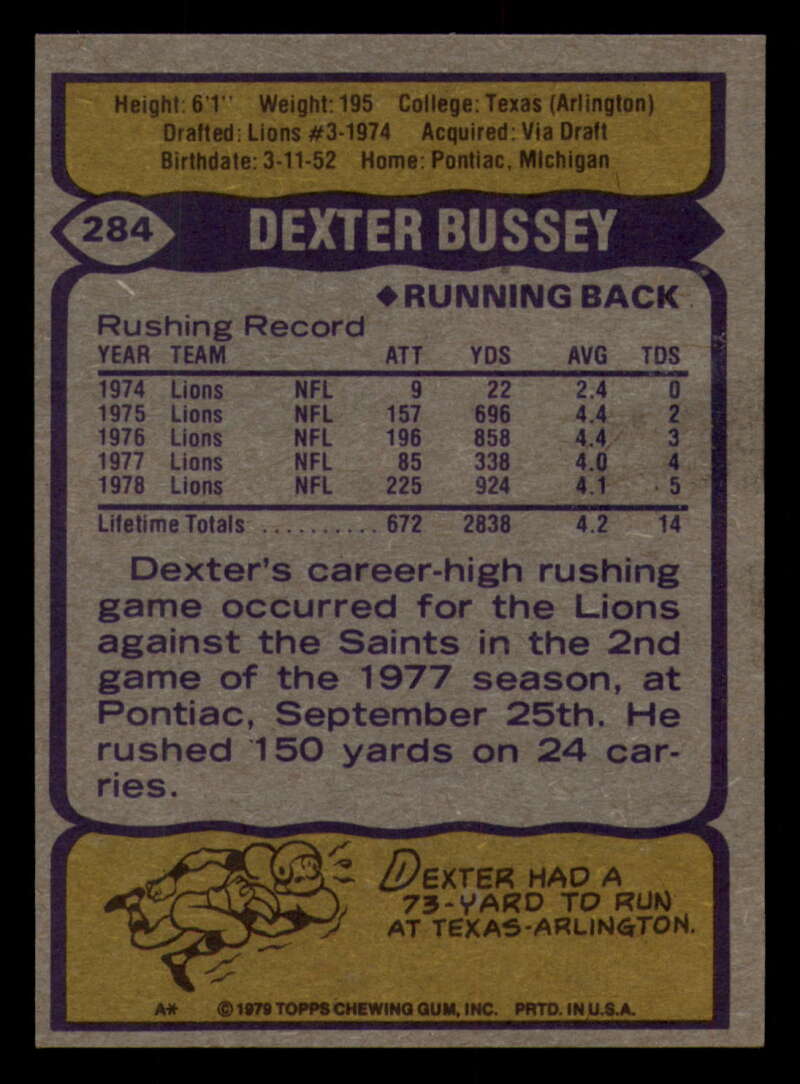 Height: 6'1" Weight: 195 College: Texas (Arlington)
Drafted: Lions #3-1974 Acquired: Via Draft
Birthdate: 3-11-52 Home: Pontiac, Michigan
284 DEXTER BUSSEY
◆RUNNING BACK
Rushing Record
YEAR TEAM ATT YDS AVG TDS
1974 Lions NFL 9 22 2.4 0
1975 Lions NFL 157 696 4.4 2
1976 Lions NFL 196 858 4.4 3
1977 Lions NFL 85 338 4.0 4
1978 Lions NFL 225 924 4.1 5
Lifetime Totals .......... 672 2838 4.2 14
Dexter's career-high rushing
game occurred for the Lions
against the Saints in the 2nd
game of the 1977 season, at
Pontiac, September 25th. He
rushed 150 yards on 24 car-
ries.
DEXTER HAD A
73-YARD TD RUN
AT TEXAS-ARLINGTON.
A* © 1979 TOPPS CHEWING GUM, INC. PRTD. IN U.S.A.